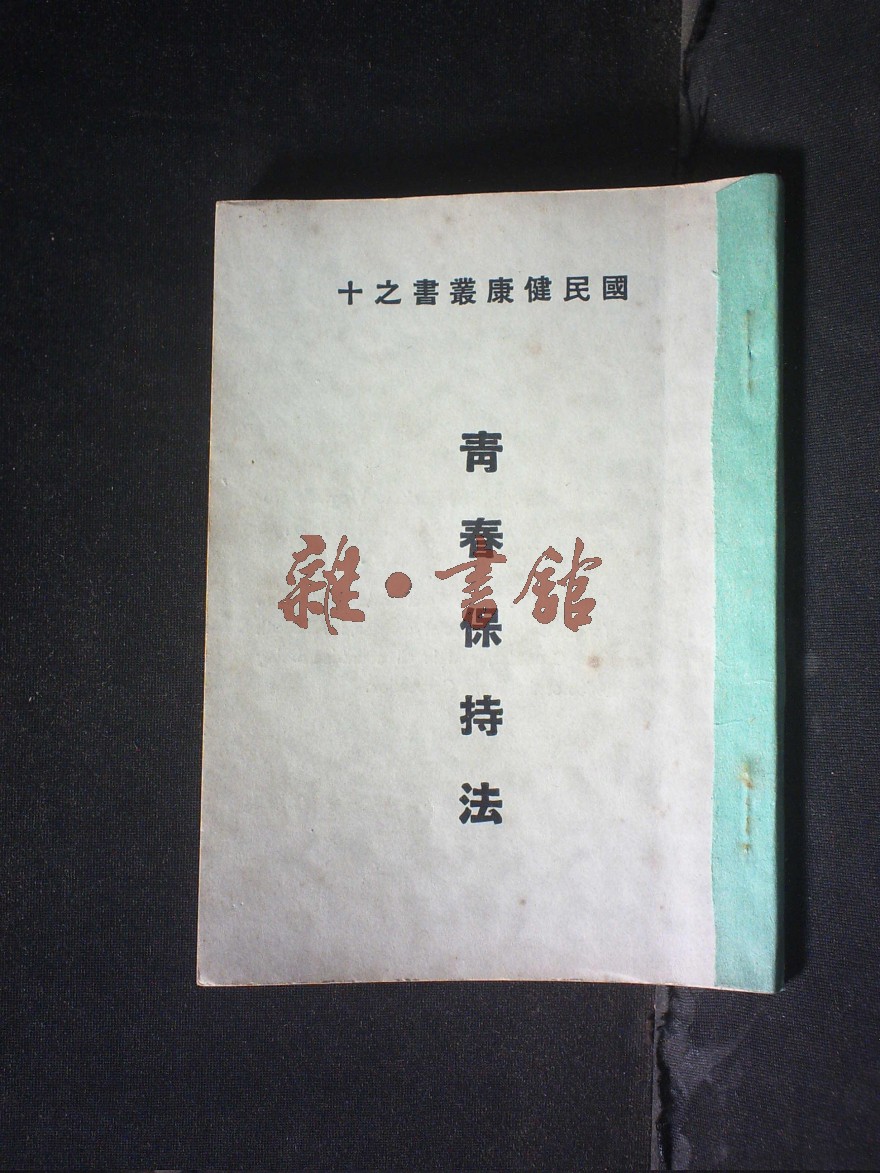 國民健康叢書之十
青春保持法
雜•書館